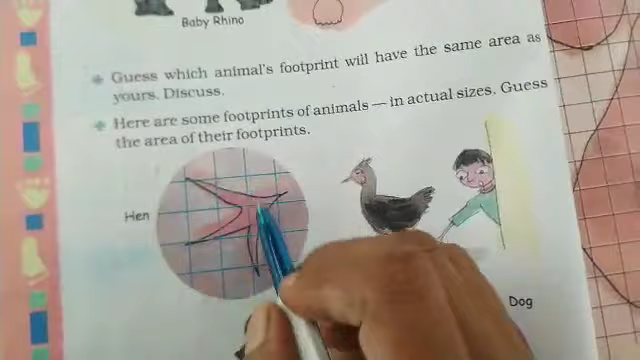 Baby Rhino
Guess which animal's footprint will have the same area as
yours. Discuss.
Here are some footprints of animals — in actual sizes. Guess
the area of their footprints.
Hen
Dog